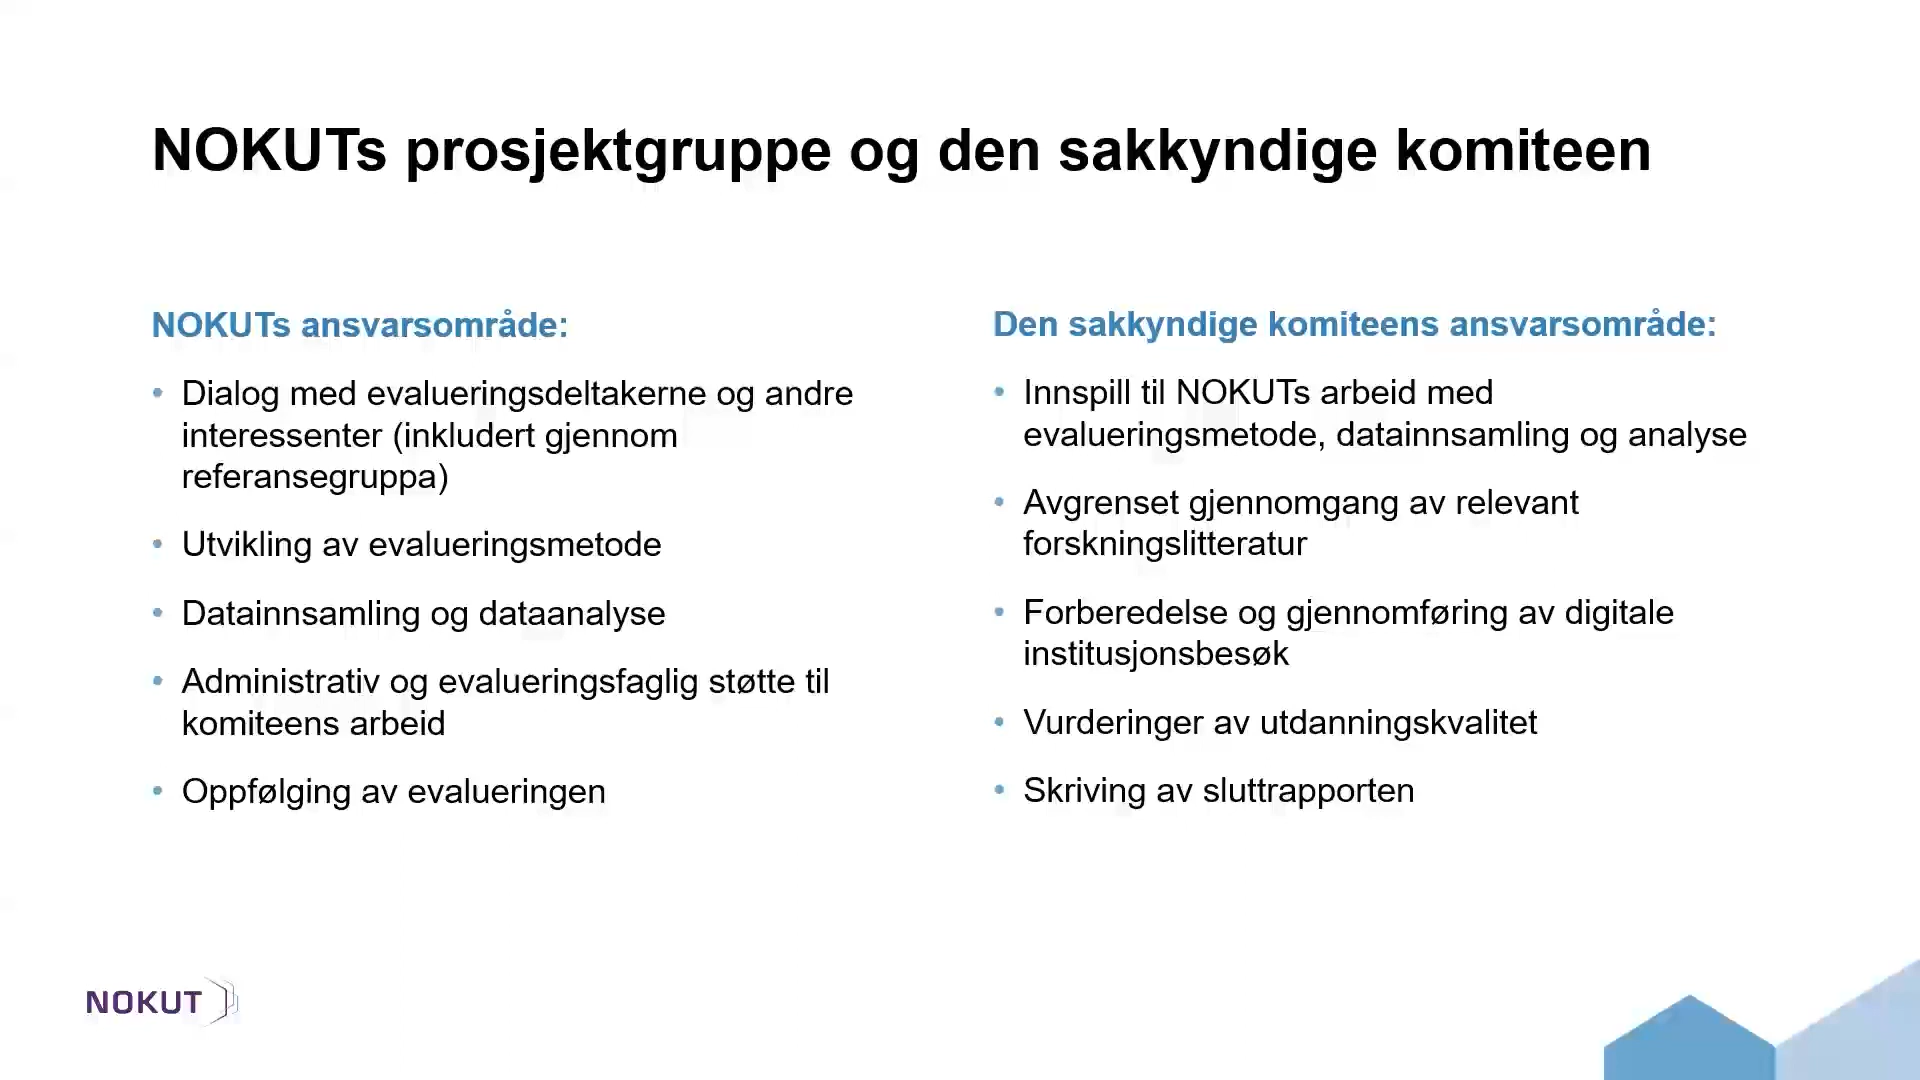 NOKUTs prosjektgruppe og den sakkyndige komiteen
NOKUTs ansvarsområde:
• Dialog med evalueringsdeltakerne og andre
interessenter (inkludert gjennom
referansegruppa)
• Utvikling av evalueringsmetode
• Datainnsamling og dataanalyse
• Administrativ og evalueringsfaglig støtte til
komiteens arbeid
• Oppfølging av evalueringen
Den sakkyndige komiteens ansvarsområde:
• Innspill til NOKUTs arbeid med
evalueringsmetode, datainnsamling og analyse
• Avgrenset gjennomgang av relevant
forskningslitteratur
• Forberedelse og gjennomføring av digitale
institusjonsbesøk
• Vurderinger av utdanningskvalitet
• Skriving av sluttrapporten
NOKUT